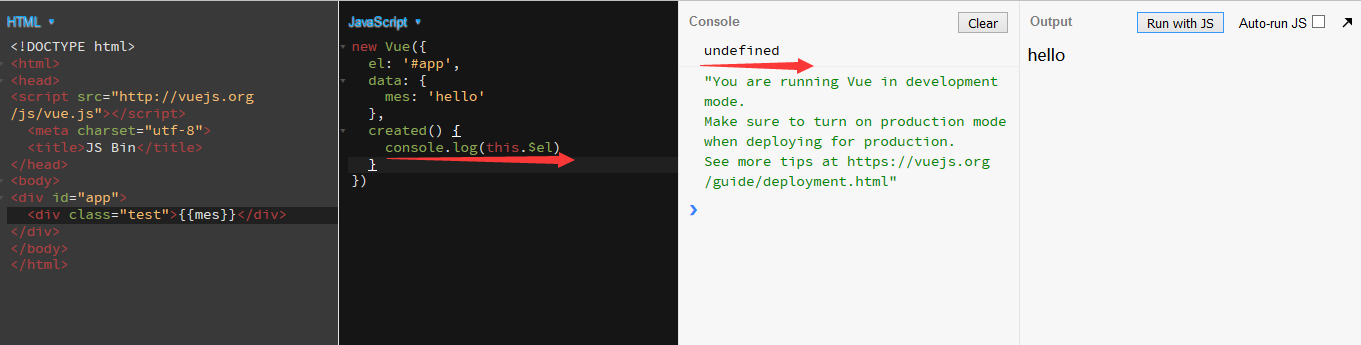 HTML
<!DOCTYPE html>
<html>
<head>
<script src="http://vuejs.org
/js/vue.js"></script>
<meta charset="utf-8">
<title>JS Bin</title>
</head>
<body>
<div id="app">
<div class="test">{{mes}}</div>
</div>
</body>
</html>
JavaScript
new Vue({
el: '#app',
data: {
mes: 'hello'
},
created() {
console.log(this.$el)
}
})
Console
Clear
undefined
"You are running Vue in development
mode.
Make sure to turn on production mode
when deploying for production.
See more tips at https://vuejs.org
/guide/deployment.html"
Output
Run with JS
Auto-run JS
hello